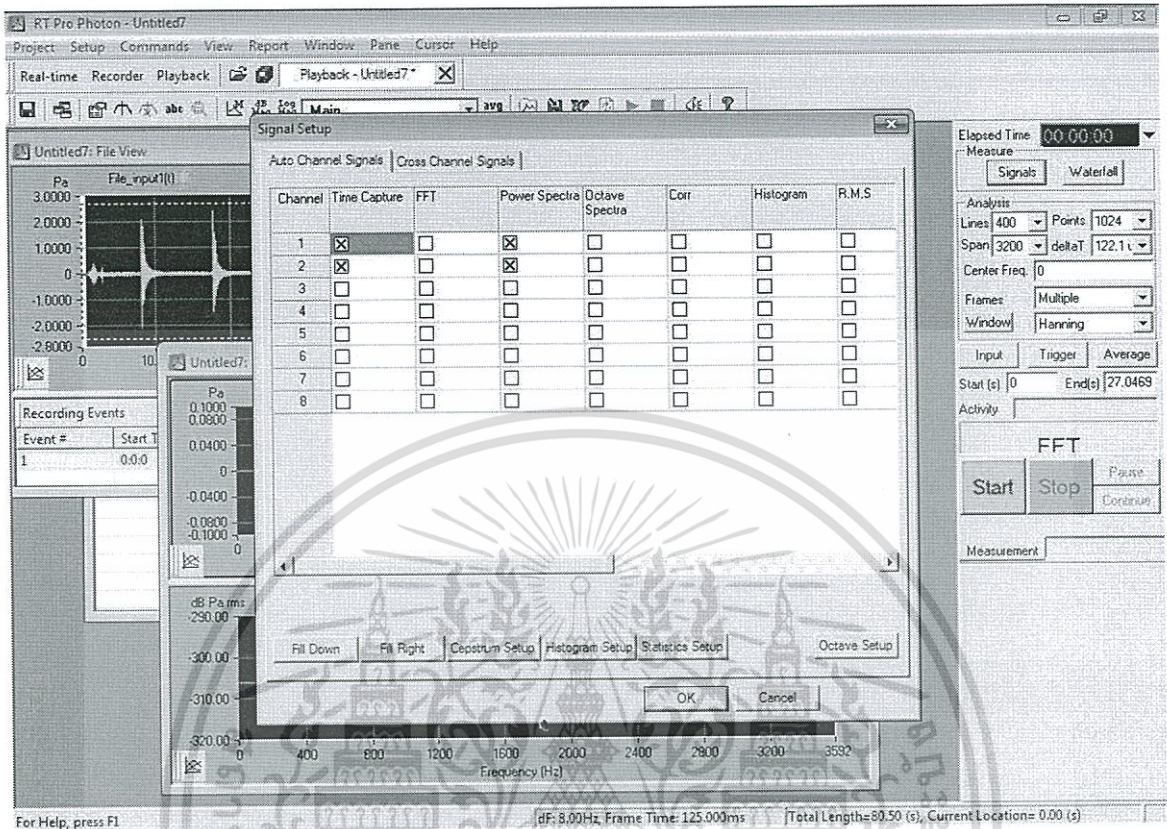 RT Pro Photon - Untitled7
Project Setup Commands View Report Window Pane Cursor Help
Real-time Recorder Playback Playback - Untitled7.* X
abc Main avg
Untitled7: File View
Pa File_input1(t)
3.0000
2.0000
1.0000
0
-1.0000
-2.0000
-2.8000
0 10.
Recording Events
Event # Start T
1 0:0:0
Untitled7:
Pa
0.1000
0.0800
0.0400
0
-0.0400
-0.0800
-0.1000
0
dB Pa rms
-290.00
-300.00
-310.00
-320.00
0 400 800 1200 1600 2000 2400 2800 3200 3592
Frequency (Hz)
Signal Setup
Auto Channel Signals Cross Channel Signals
Channel Time Capture FFT Power Spectra Octave Spectra Corr Histogram R.M.S
1
2
3
4
5
6
7
8
Fill Down Fill Right Cepstrum Setup Histogram Setup Statistics Setup Octave Setup
OK Cancel
Elapsed Time 00:00:00
Measure
Signals Waterfall
Analysis
Lines 400 Points 1024
Span 3200 deltaT 122.1
Center Freq. 0
Frames Multiple
Window Hanning
Input Trigger Average
Start (s) 0 End(s) 27.0469
Activity
FFT
Start Stop Pause
Continue
Measurement
For Help, press F1 dF: 8.00Hz, Frame Time: 125.000ms Total Length=80.50 (s), Current Location= 0.00 (s)